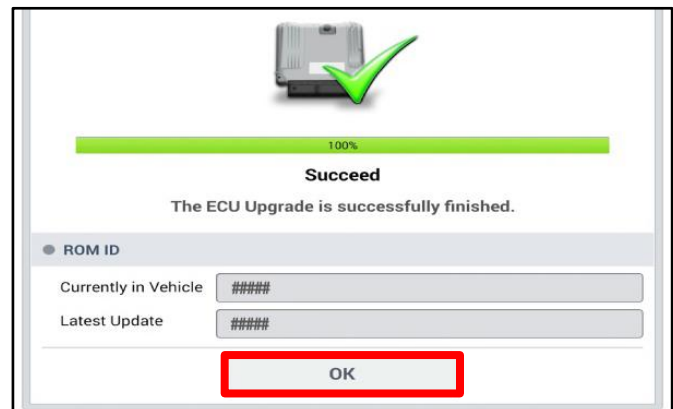 100%
Succeed
The ECU Upgrade is successfully finished.
ROM ID
Currently in Vehicle #####
Latest Update #####
OK